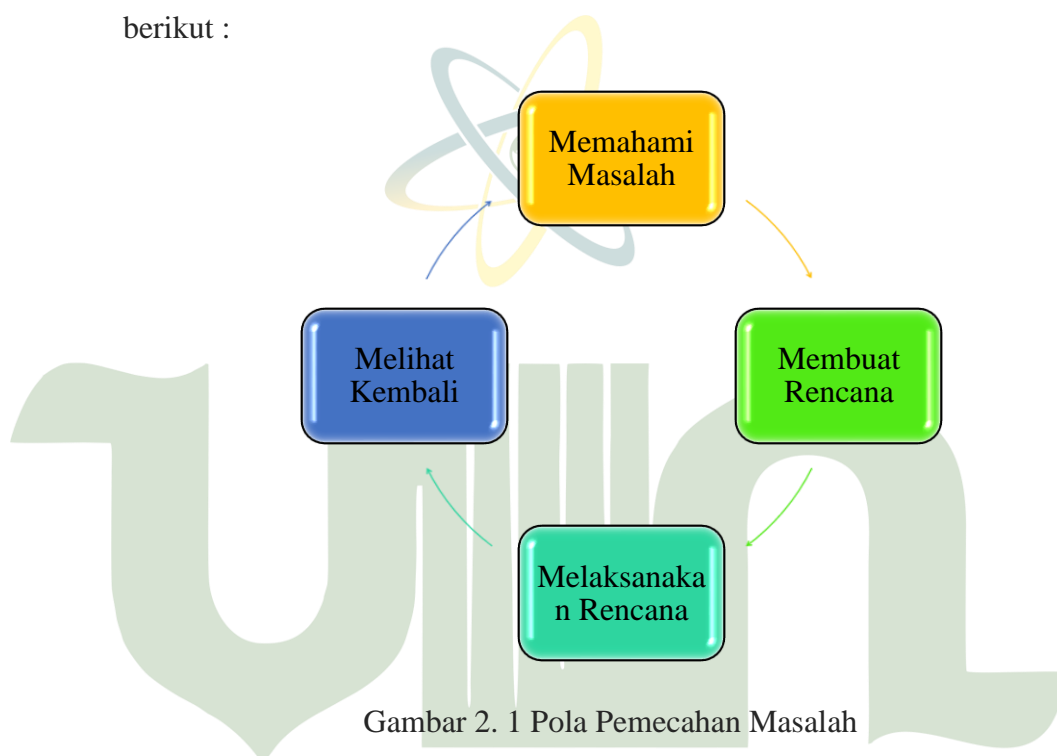 berikut :
Memahami
Masalah
Membuat
Rencana
Melaksanaka
n Rencana
Melihat
Kembali
Gambar 2. 1 Pola Pemecahan Masalah